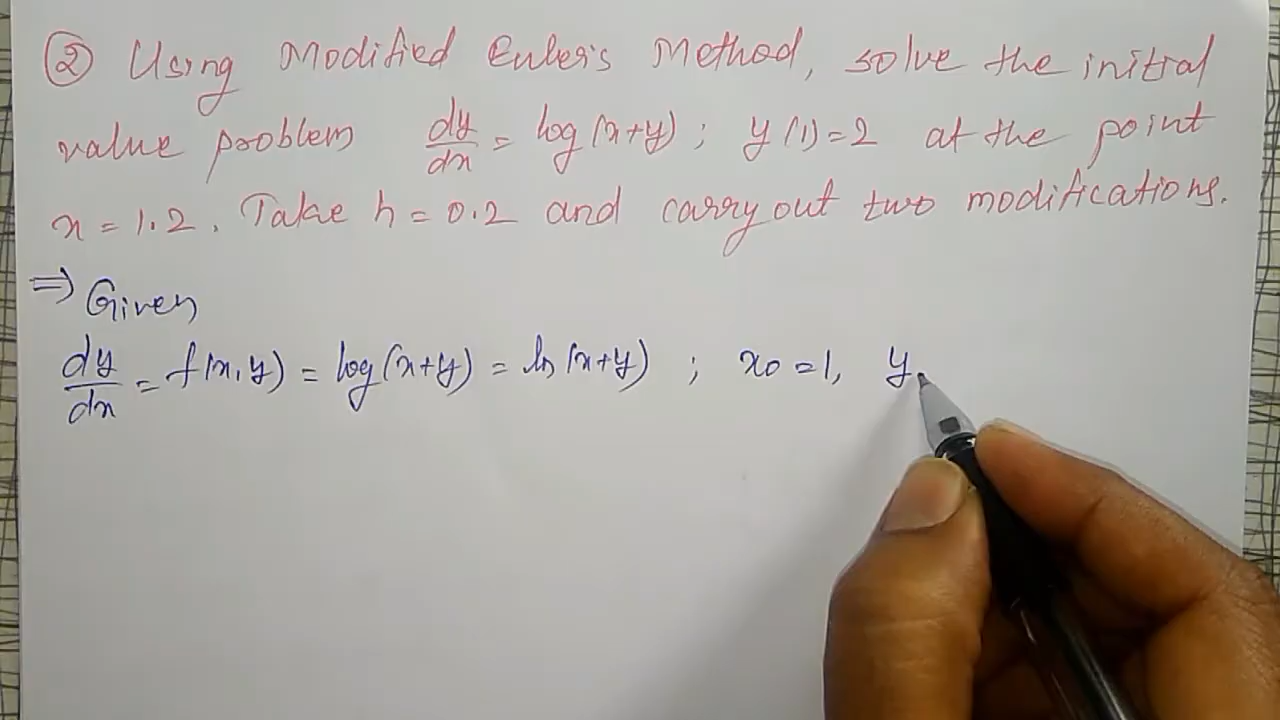 ② Using Modified Euler's Method, solve the initial
value problem dy/dx = log(x+y) ; y(1)=2 at the point
x = 1.2. Take h=0.2 and carry out two modifications.
⇒ Given
dy/dx = f(x,y) = log(x+y) = ln(x+y) ; x₀ = 1, y